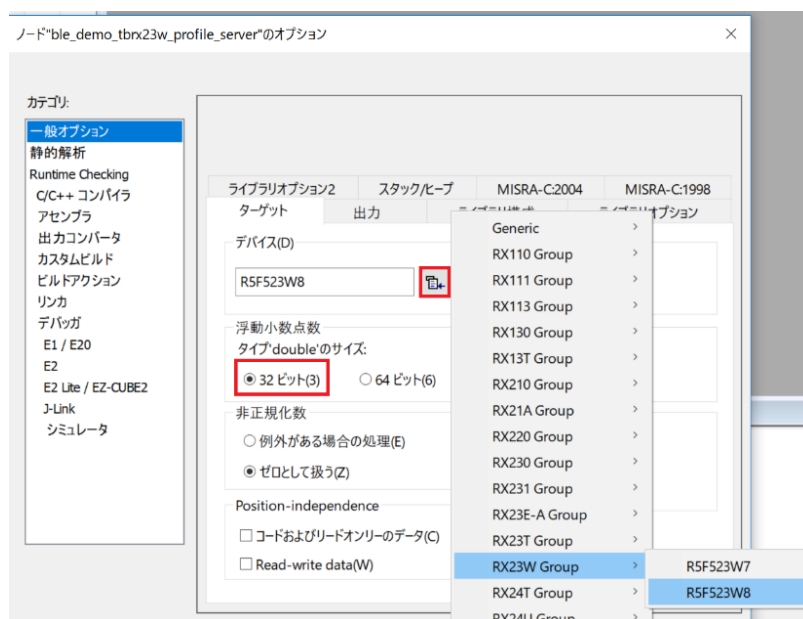 ノード"ble_demo_tbrx23w_profile_server"のオプション
カテゴリ:
一般オプション
静的解析
Runtime Checking
C/C++ コンパイラ
アセンブラ
出力コンバータ
カスタムビルド
ビルドアクション
リンカ
デバッガ
E1 / E20
E2
E2 Lite / EZ-CUBE2
J-Link
シミュレータ
ライブラリオプション2 スタック/ヒープ MISRA-C:2004 MISRA-C:1998
ターゲット 出力
デバイス(D)
R5F523W8
浮動小数点数
タイプ'double'のサイズ:
32 ビット(3) 64 ビット(6)
非正規化数
例外がある場合の処理(E)
ゼロとして扱う(Z)
Position-independence
コードおよびリードオンリーのデータ(C)
Read-write data(W)
Generic
RX110 Group
RX111 Group
RX113 Group
RX130 Group
RX13T Group
RX210 Group
RX21A Group
RX220 Group
RX230 Group
RX231 Group
RX23E-A Group
RX23T Group
RX23W Group
RX24T Group
RX24U Group
R5F523W7
R5F523W8